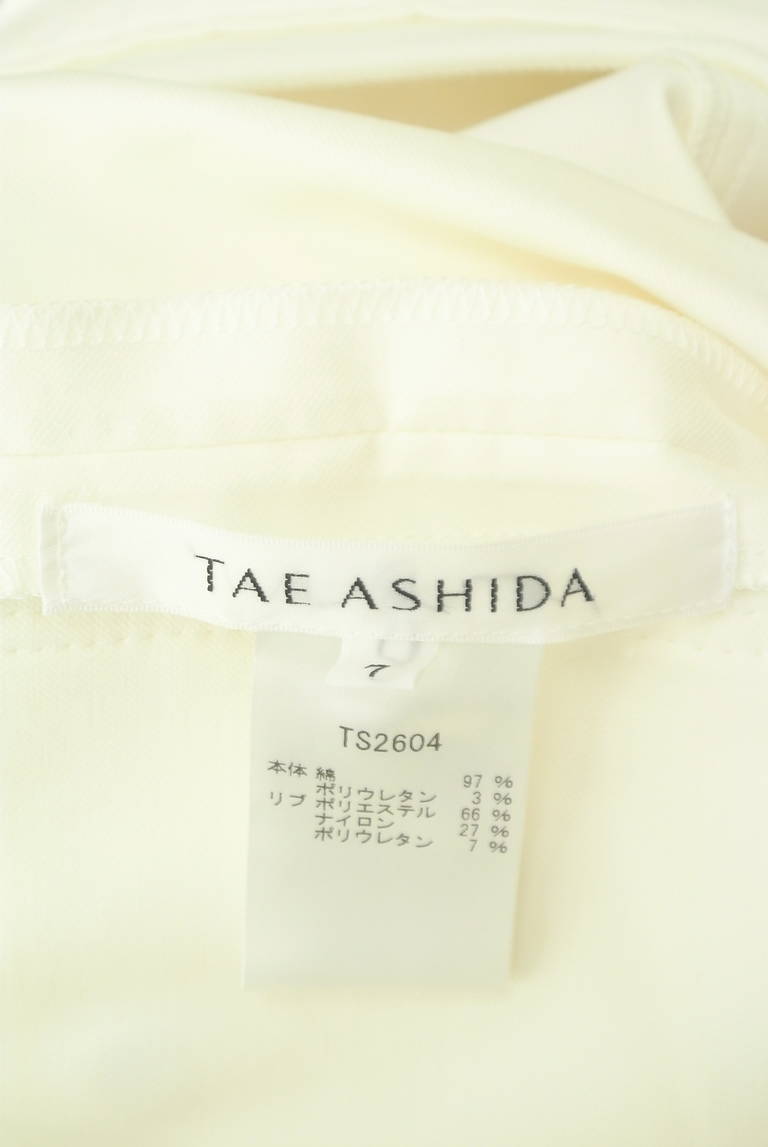 TAE ASHIDA
7
TS2604
本体 綿 97 %
ポリウレタン 3 %
リブ ポリエステル 66 %
ナイロン 27 %
ポリウレタン 7 %